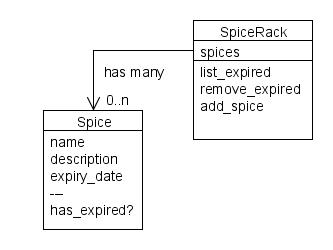 SpiceRack
spices
list_expired
remove_expired
add_spice
has many
0..n
Spice
name
description
expiry_date
---
has_expired?